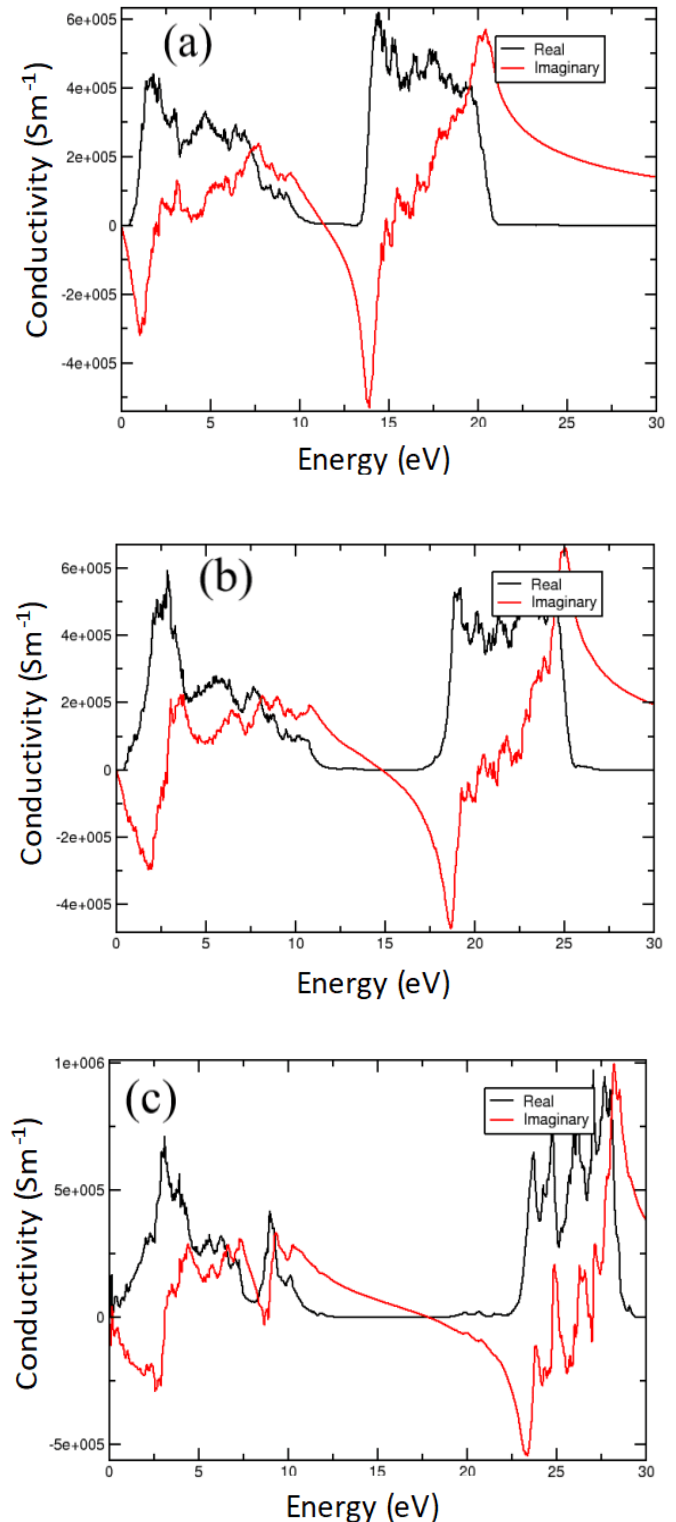 6e+005
(a)
Real
Imaginary
4e+005
2e+005
0
-2e+005
-4e+005
Conductivity (Sm⁻¹)
0 5 10 15 20 25 30
Energy (eV)
6e+005
(b)
Real
Imaginary
4e+005
2e+005
0
-2e+005
-4e+005
Conductivity (Sm⁻¹)
0 5 10 15 20 25 30
Energy (eV)
1e+006
(c)
Real
Imaginary
5e+005
0
-5e+005
Conductivity (Sm⁻¹)
0 5 10 15 20 25 30
Energy (eV)